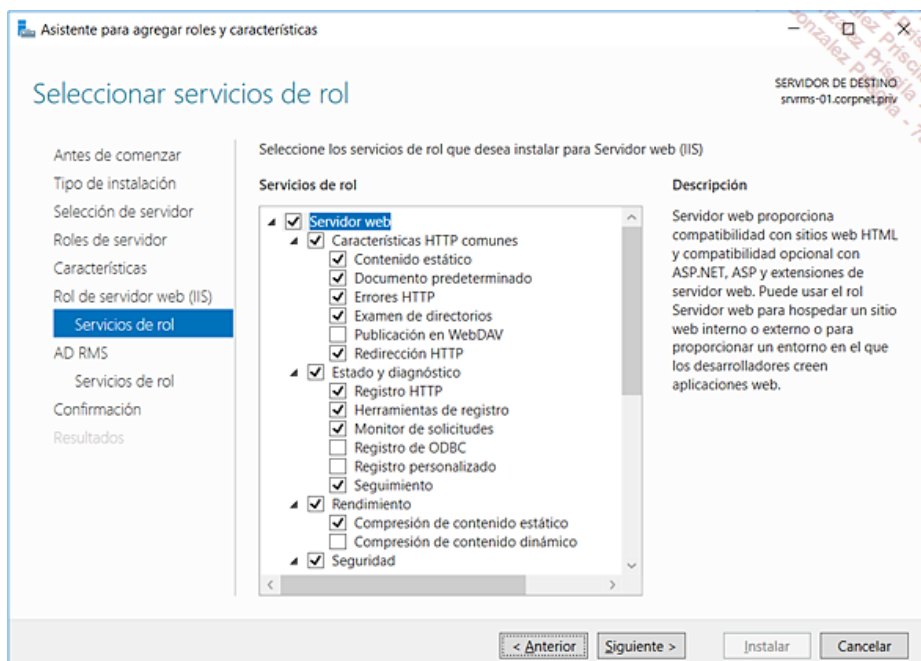 Asistente para agregar roles y características
Seleccionar servicios de rol
SERVIDOR DE DESTINO
srvrms-01.corpnet.priv
Antes de comenzar
Tipo de instalación
Selección de servidor
Roles de servidor
Características
Rol de servidor web (IIS)
Servicios de rol
AD RMS
Servicios de rol
Confirmación
Resultados
Seleccione los servicios de rol que desea instalar para Servidor web (IIS)
Servicios de rol
Servidor web
Características HTTP comunes
Contenido estático
Documento predeterminado
Errores HTTP
Examen de directorios
Publicación en WebDAV
Redirección HTTP
Estado y diagnóstico
Registro HTTP
Herramientas de registro
Monitor de solicitudes
Registro de ODBC
Registro personalizado
Seguimiento
Rendimiento
Compresión de contenido estático
Compresión de contenido dinámico
Seguridad
Descripción
Servidor web proporciona
compatibilidad con sitios web HTML
y compatibilidad opcional con
ASP.NET, ASP y extensiones de
servidor web. Puede usar el rol
Servidor web para hospedar un sitio
web interno o externo o para
proporcionar un entorno en el que
los desarrolladores creen
aplicaciones web.
< Anterior
Siguiente >
Instalar
Cancelar